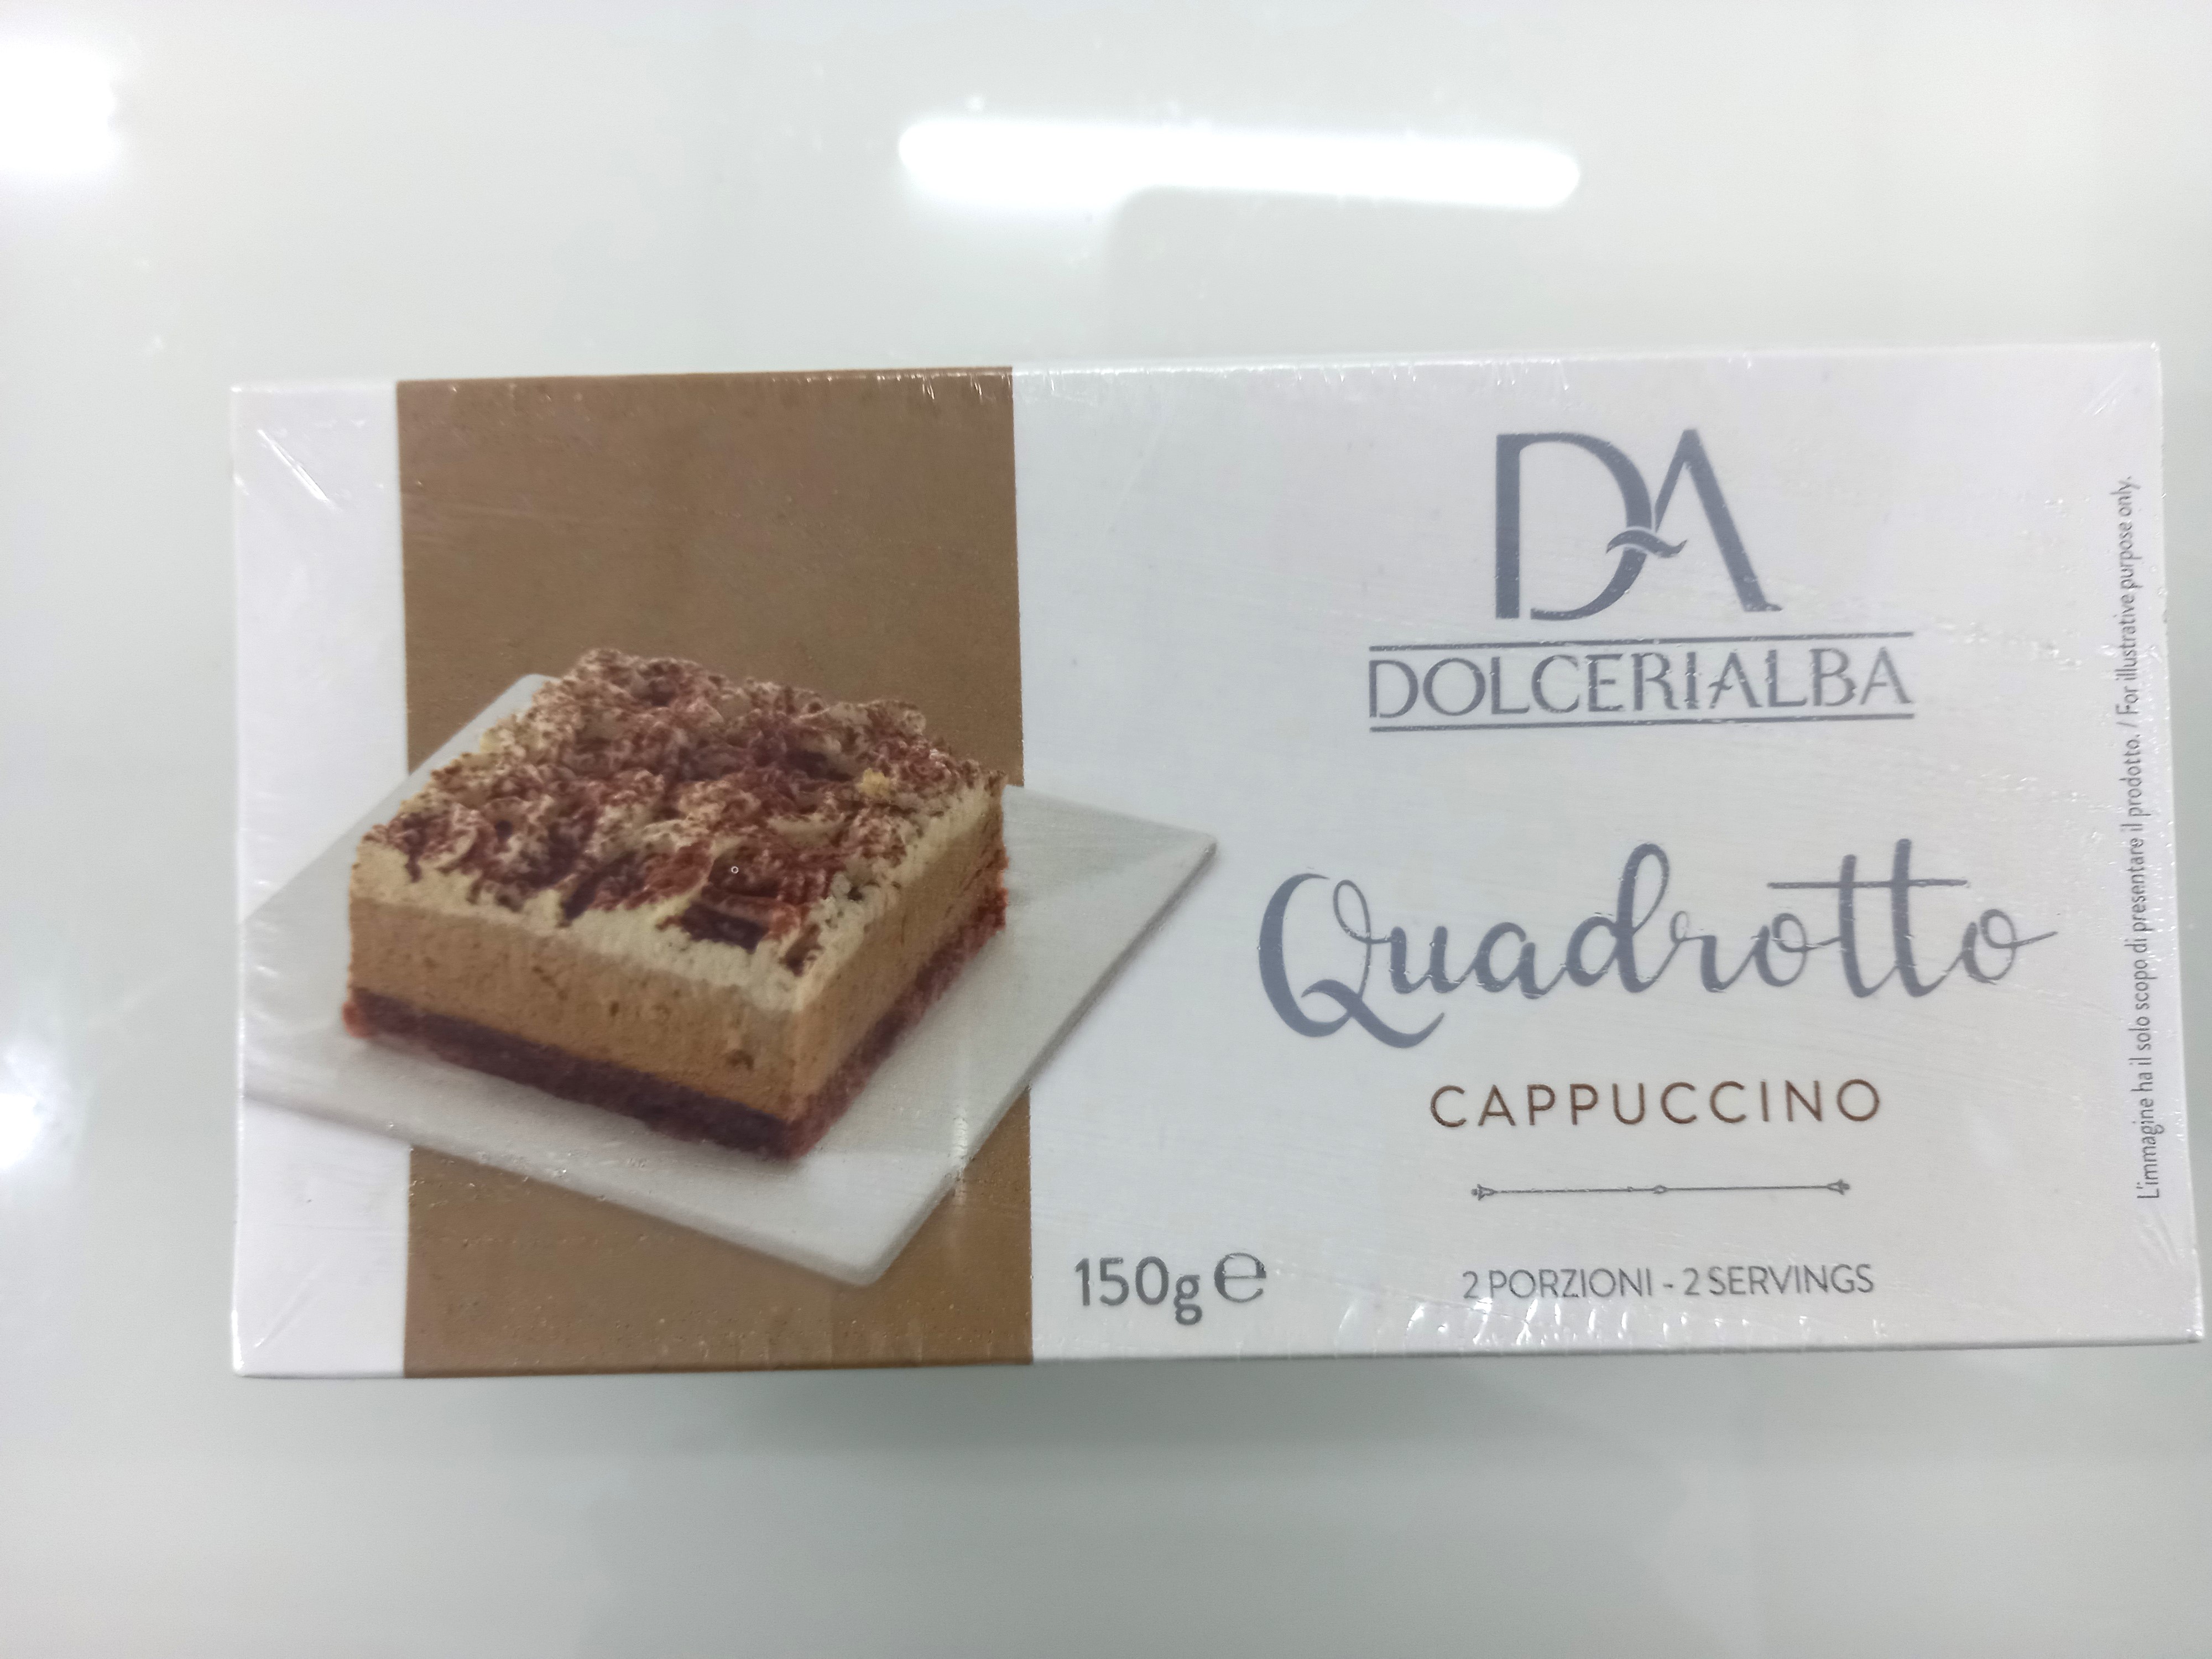 DA
DOLCERIALBA
Quadrotto
CAPPUCCINO
150g ℮
2 PORZIONI - 2 SERVINGS
L'immagine ha il solo scopo di presentare il prodotto. / For illustrative purpose only.